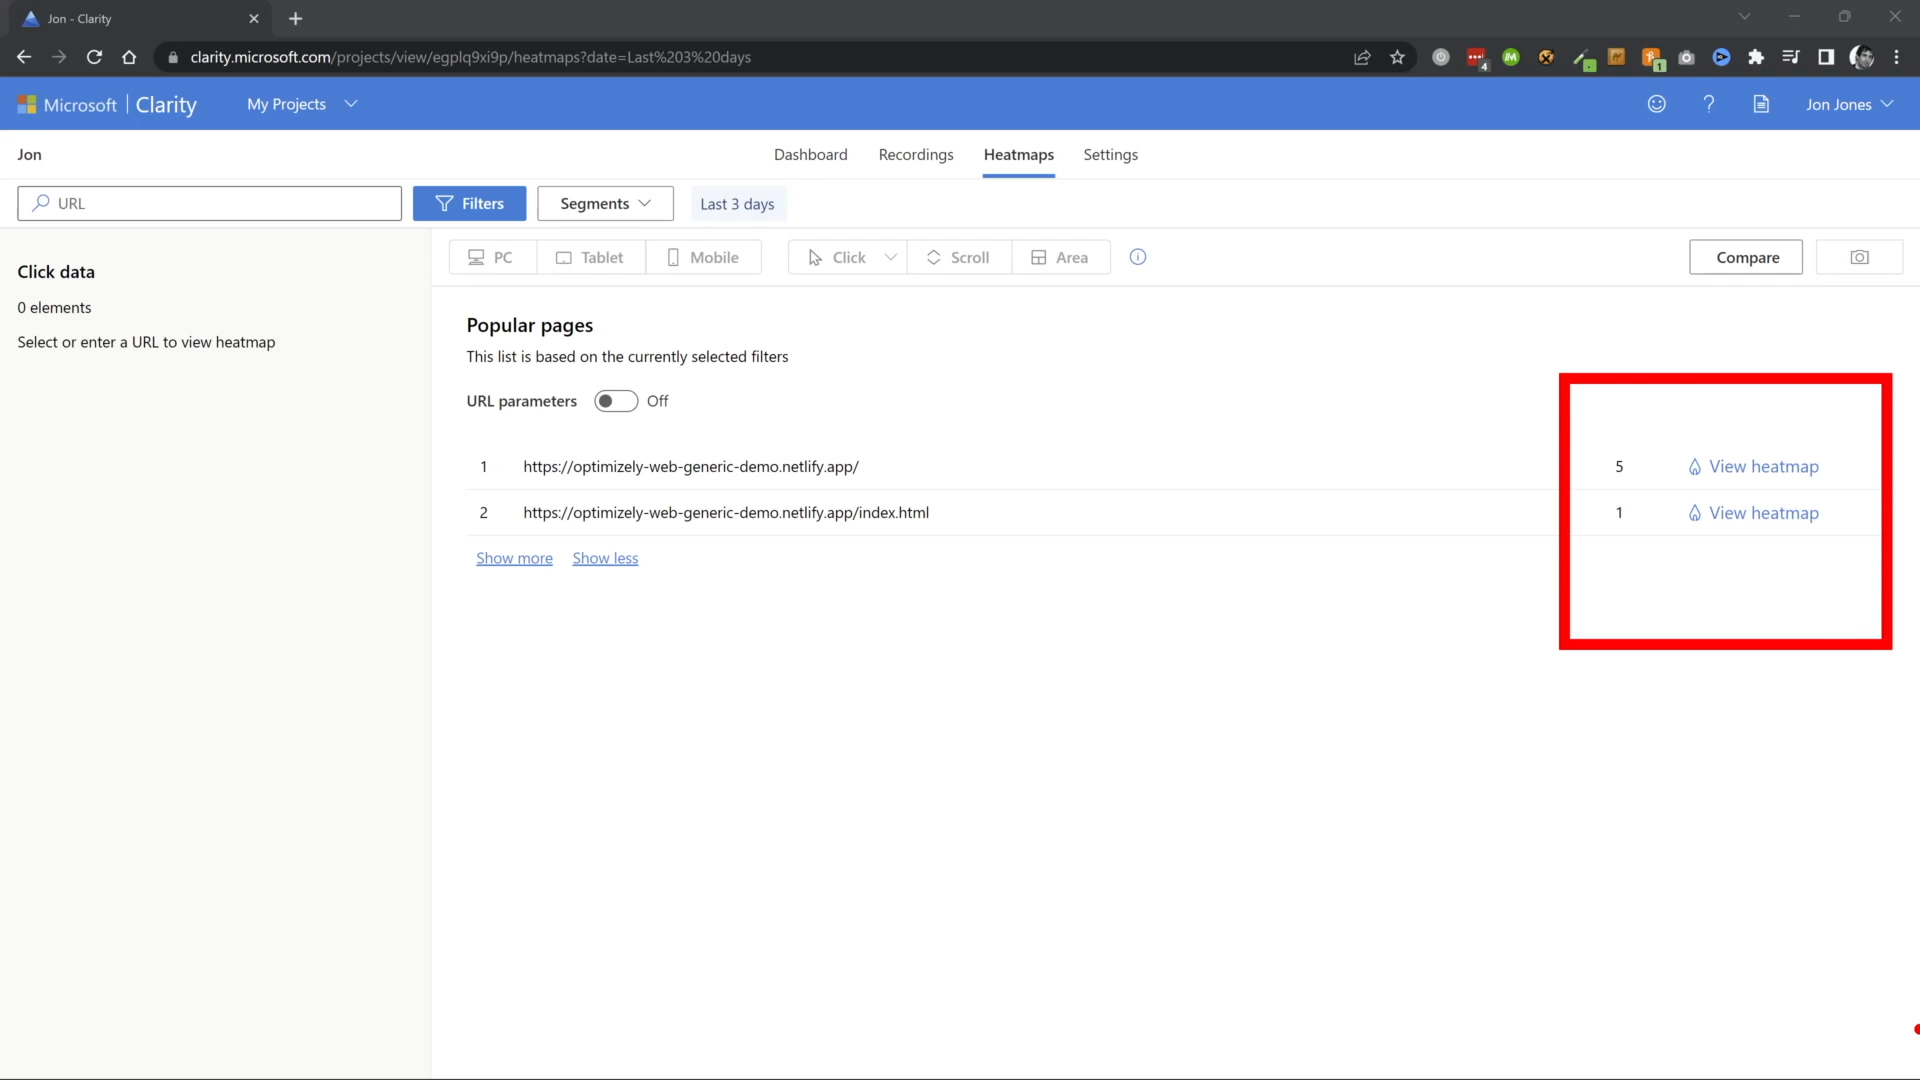 Jon - Clarity
clarity.microsoft.com/projects/view/egplq9xi9p/heatmaps?date=Last%203%20days
4
1
Microsoft | Clarity
My Projects
?
Jon Jones
Jon
Dashboard
Recordings
Heatmaps
Settings
URL
Filters
Segments
Last 3 days
Click data
0 elements
Select or enter a URL to view heatmap
PC
Tablet
Mobile
Click
Scroll
Area
Compare
Popular pages
This list is based on the currently selected filters
URL parameters
Off
1 https://optimizely-web-generic-demo.netlify.app/ 5 View heatmap
2 https://optimizely-web-generic-demo.netlify.app/index.html 1 View heatmap
Show more Show less